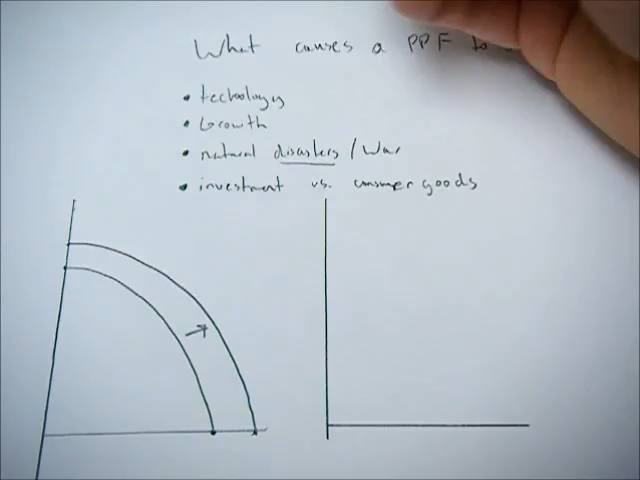 What causes a PPF to
• technology
• Growth
• natural disasters / War
• investment vs. consumer goods